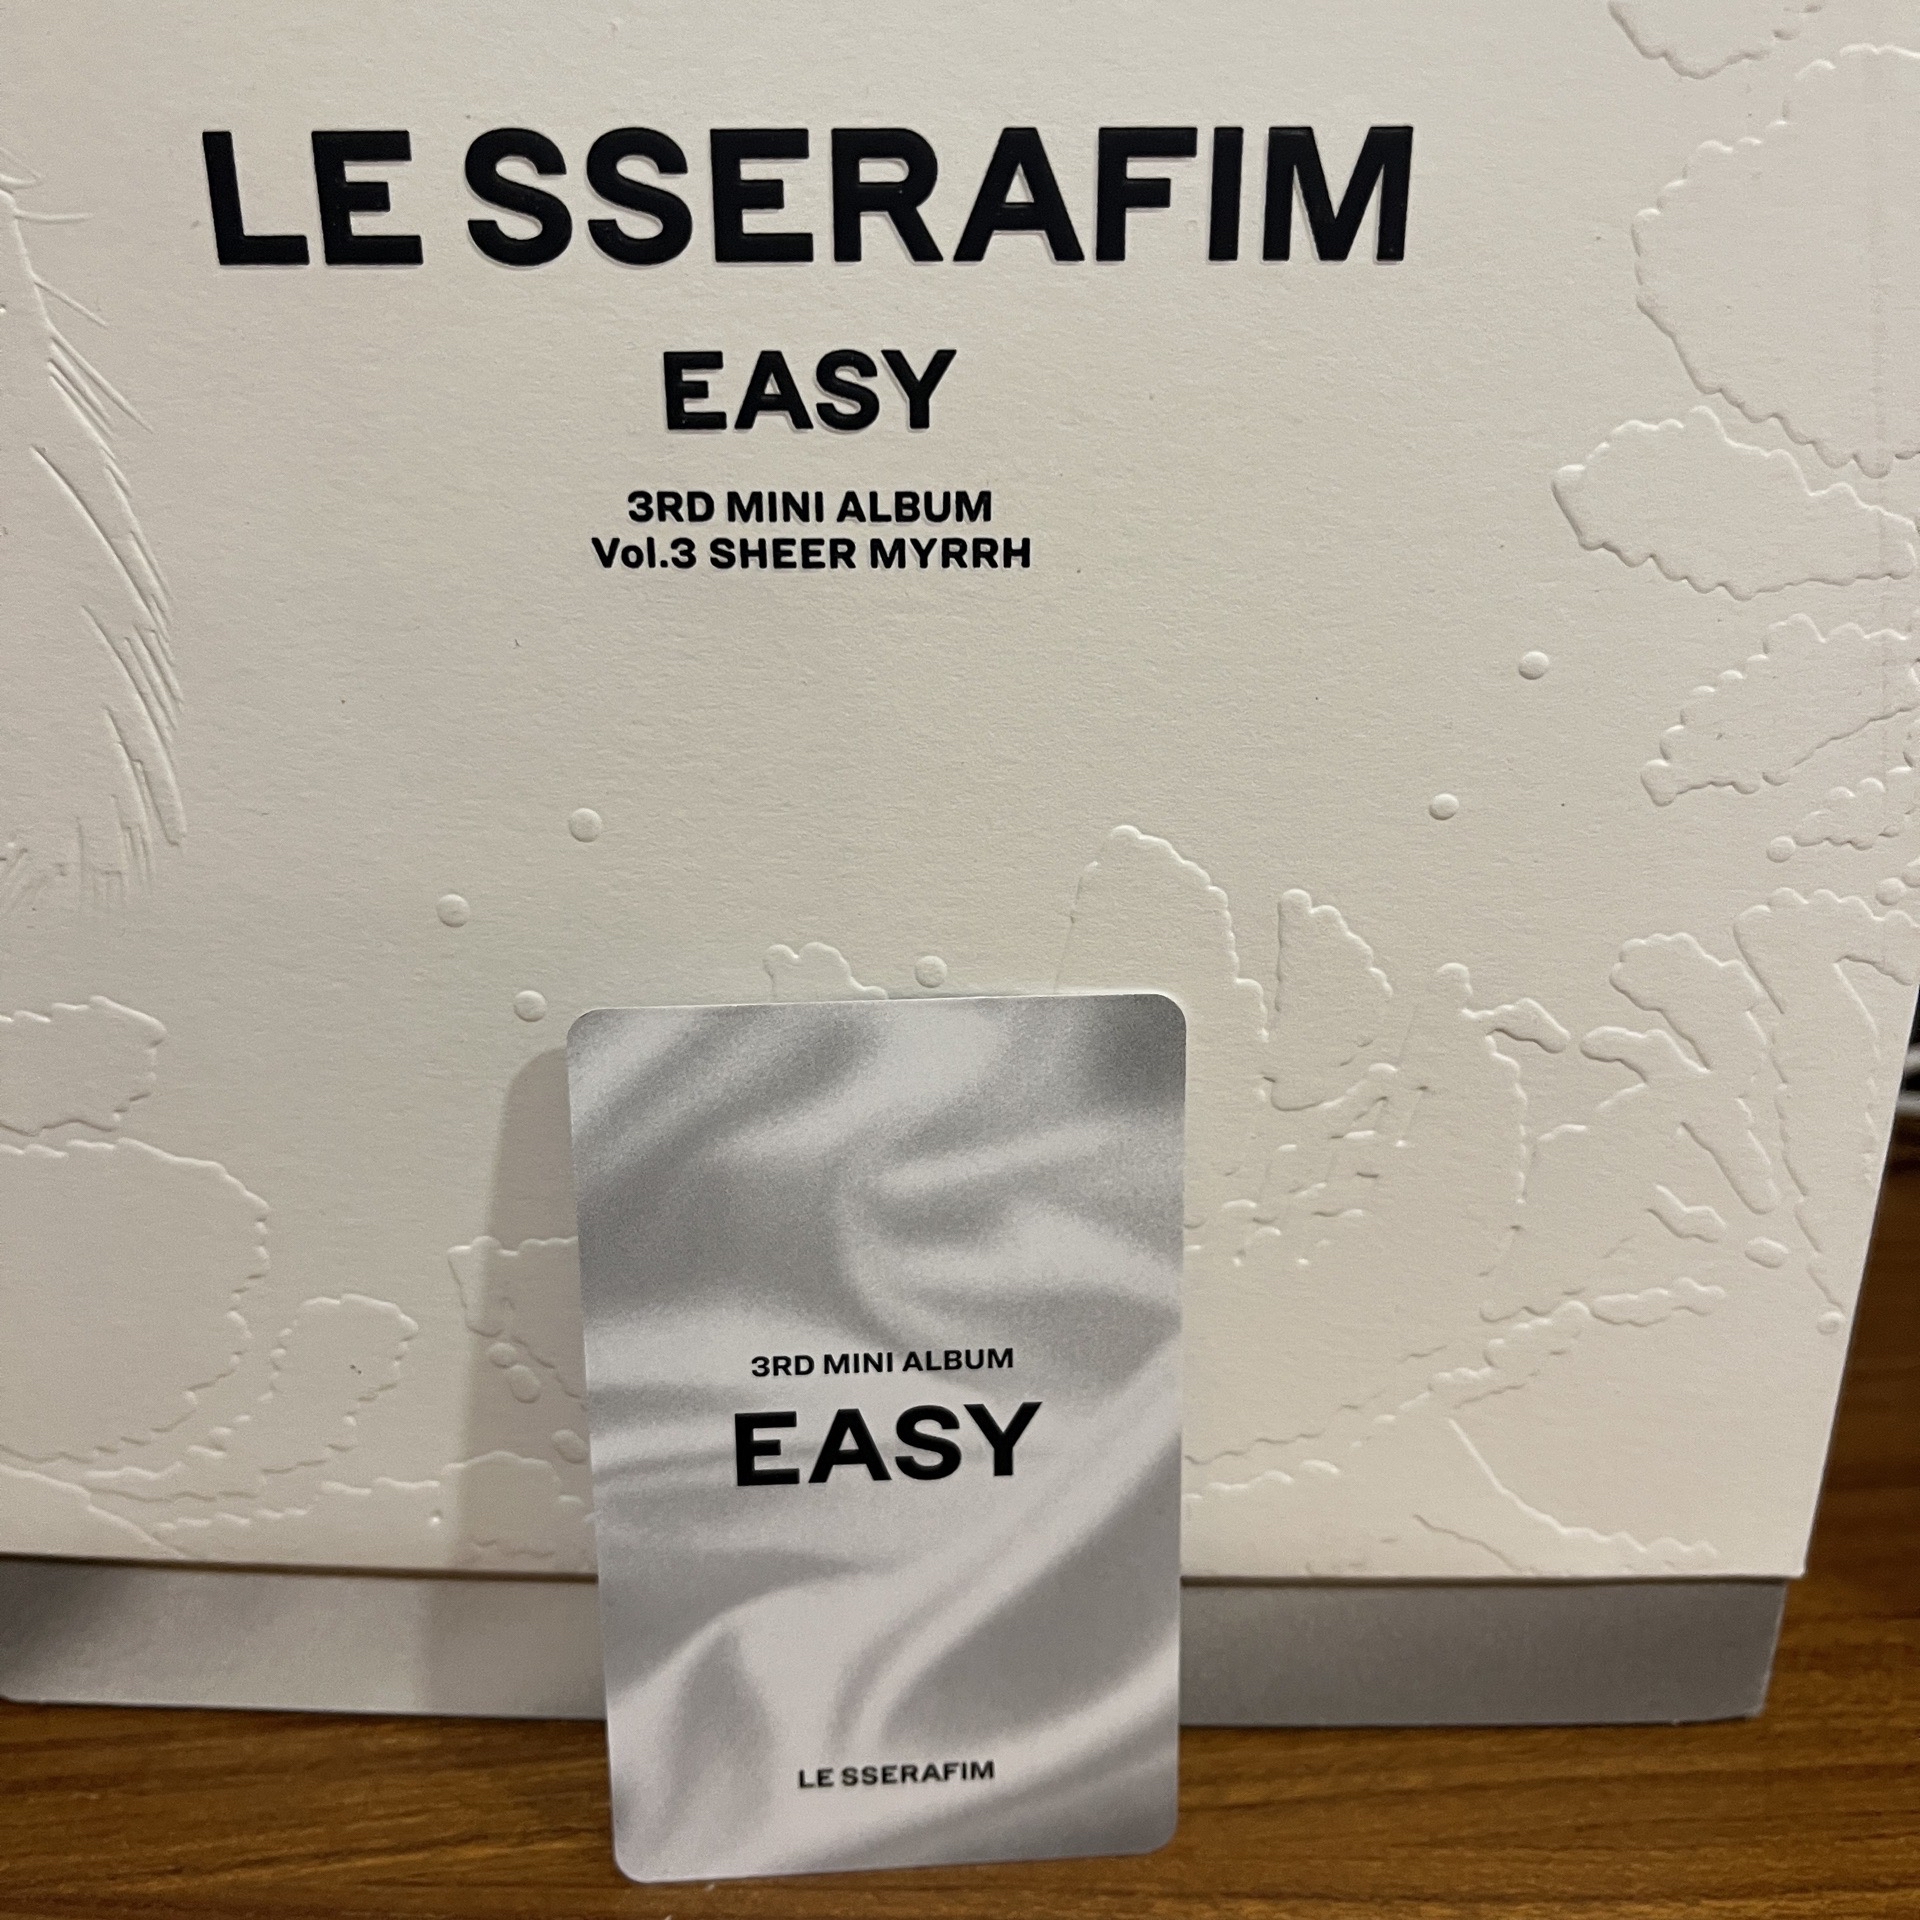 LE SSERAFIM
EASY
3RD MINI ALBUM
Vol.3 SHEER MYRRH
3RD MINI ALBUM
EASY
LE SSERAFIM